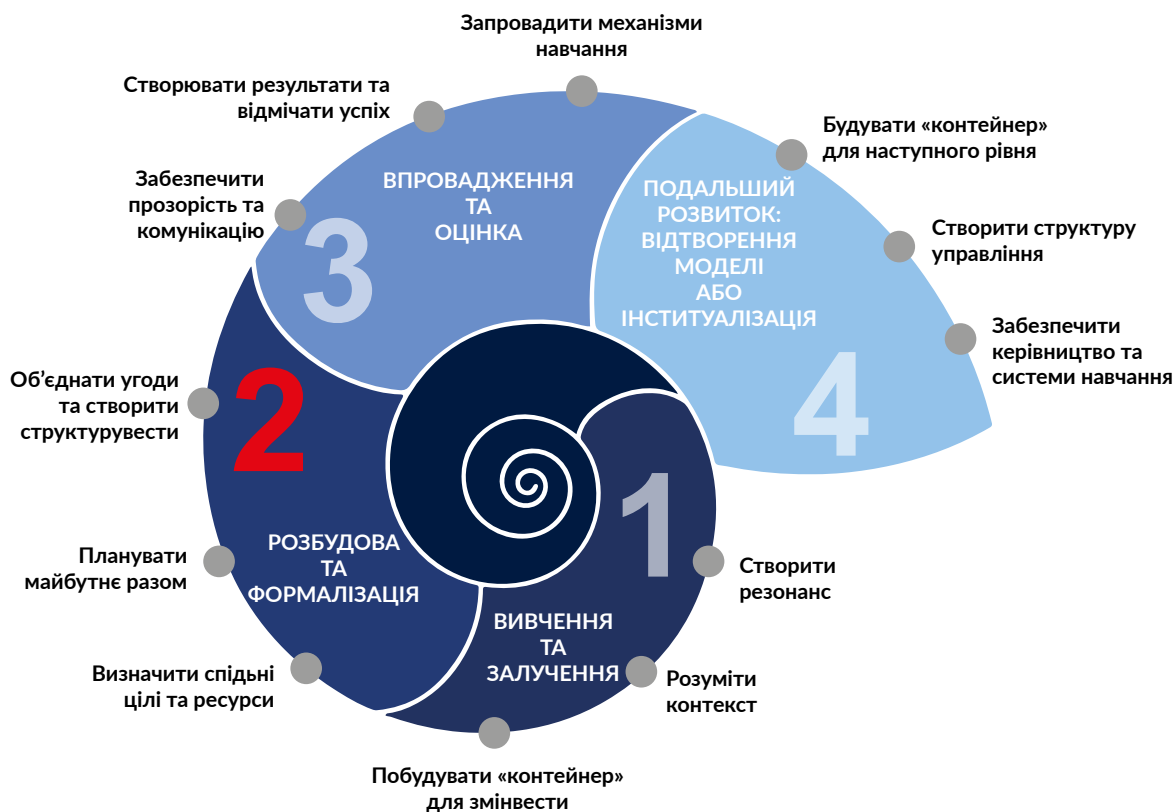 Запровадити механізми
навчання
Створювати результати та
відмічати успіх
Забезпечити
прозорість та
комунікацію
ВПРОВАДЖЕННЯ
ТА
ОЦІНКА
3
Будувати «контейнер»
для наступного рівня
Створити структуру
управління
Забезпечити
керівництво та
системи навчання
ПОДАЛЬШИЙ
РОЗВИТОК:
ВІДТВОРЕННЯ
МОДЕЛІ
АБО
ІНСТИТУАЛІЗАЦІЯ
4
Об’єднати угоди
та створити
структурувести
2
Планувати
майбутнє разом
РОЗБУДОВА
ТА
ФОРМАЛІЗАЦІЯ
Визначити спідьні
цілі та ресурси
1
Створити
резонанс
ВИВЧЕННЯ
ТА
ЗАЛУЧЕННЯ
Розуміти
контекст
Побудувати «контейнер»
для змінвести